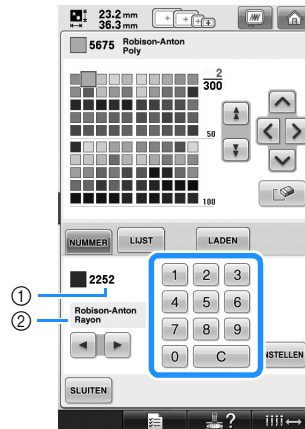 23.2 mm
36.3 mm
5675 Robison-Anton
Poly
2
300
50
100
NUMMER LIJST LADEN
① 2252
② Robison-Anton
Rayon
1 2 3
4 5 6
7 8 9
0 C
NSTELLEN
SLUITEN
?